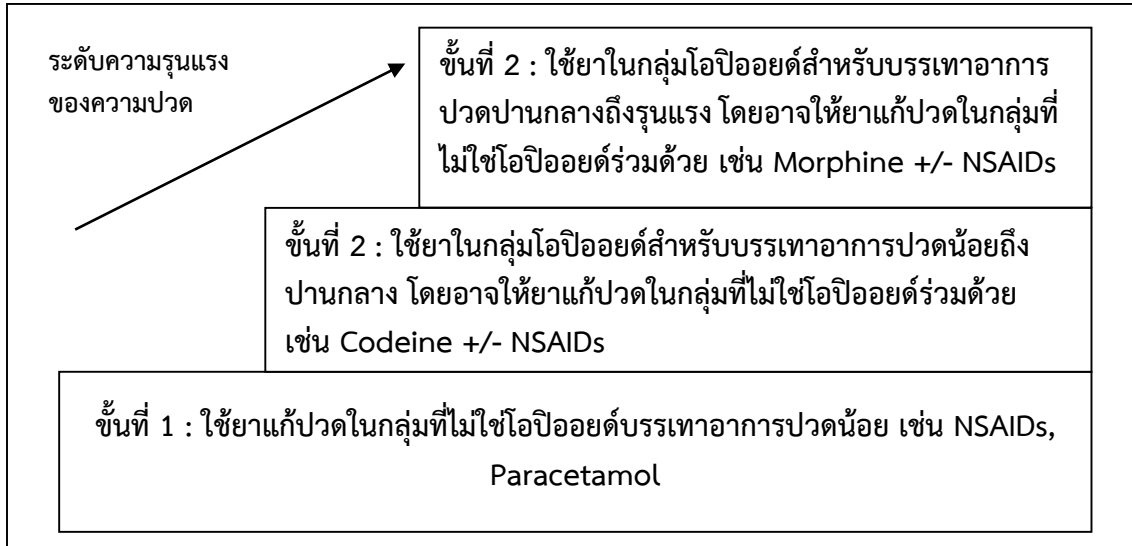 ระดับความรุนแรง
ของความปวด
ขั้นที่ 2 : ใช้ยาในกลุ่มโอปิออยด์สำหรับบรรเทาอาการ
ปวดปานกลางถึงรุนแรง โดยอาจให้ยาแก้ปวดในกลุ่มที่
ไม่ใช่โอปิออยด์ร่วมด้วย เช่น Morphine +/- NSAIDs
ขั้นที่ 2 : ใช้ยาในกลุ่มโอปิออยด์สำหรับบรรเทาอาการปวดน้อยถึง
ปานกลาง โดยอาจให้ยาแก้ปวดในกลุ่มที่ไม่ใช่โอปิออยด์ร่วมด้วย
เช่น Codeine +/- NSAIDs
ขั้นที่ 1 : ใช้ยาแก้ปวดในกลุ่มที่ไม่ใช่โอปิออยด์บรรเทาอาการปวดน้อย เช่น NSAIDs,
Paracetamol